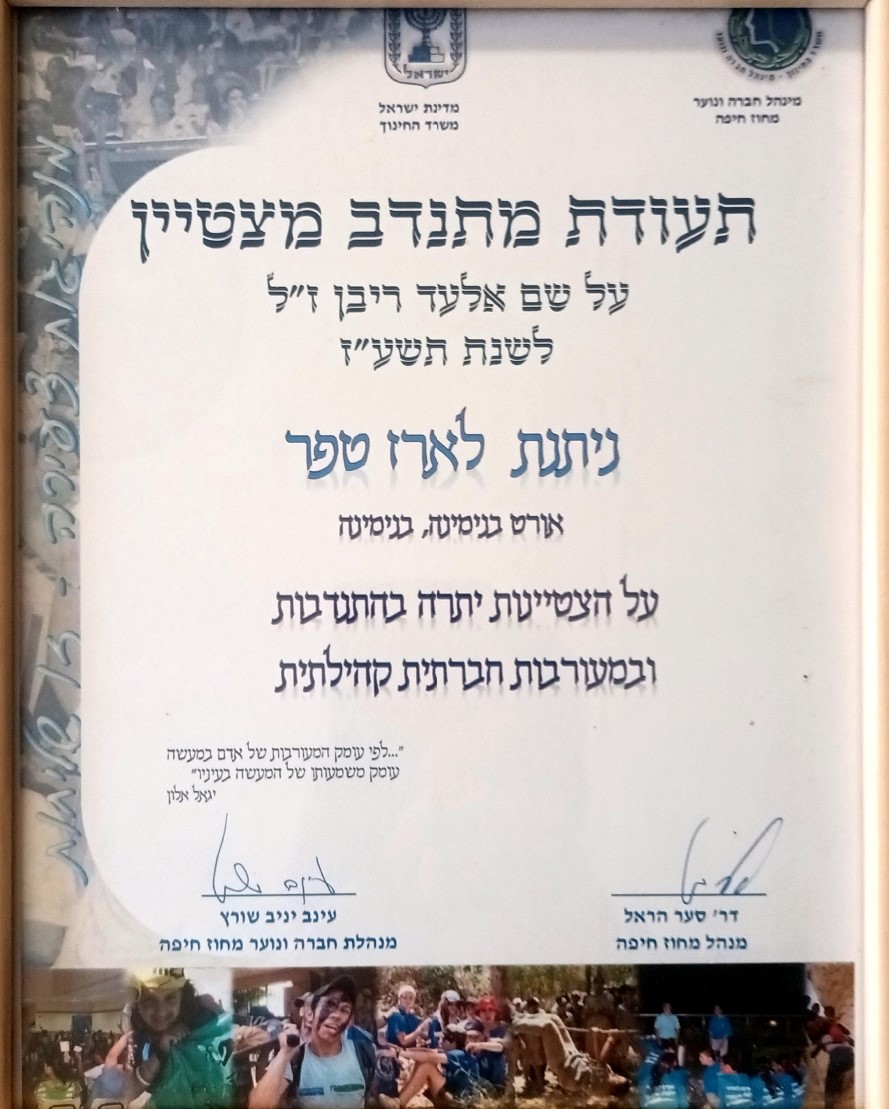 ישראל
מדינת ישראל
משרד החינוך
מינהל חברה ונוער
מחוז חיפה
תעודת מתנדב מצטיין
על שם אלעד ריבן ז"ל
לשנת תשע"ז
ניתנת לארז טפר
אורט בנימינה, בנימינה
על הצטיינות יתרה בהתנדבות
ובמעורבות חברתית קהילתית
"...לפי עומק המעורבות של אדם במעשה
עומק משמעותו של המעשה בעיניו"
יגאל אלון
דר' סער הראל
מנהל מחוז חיפה
עינב יניב שורץ
מנהלת חברה ונוער מחוז חיפה